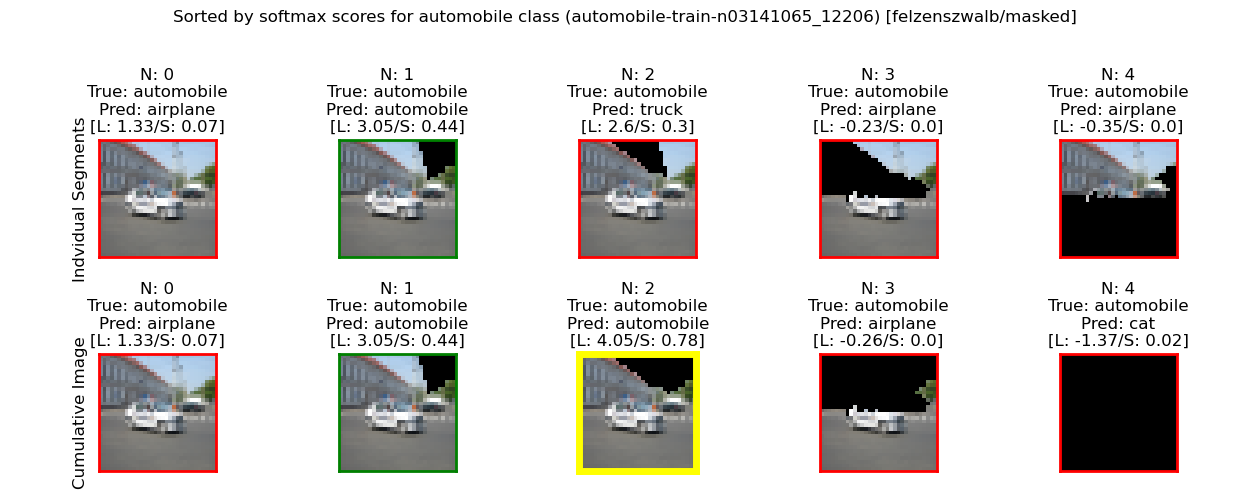 Sorted by softmax scores for automobile class (automobile-train-n03141065_12206) [felzenszwalb/masked]
Indvidual Segments
N: 0
True: automobile
Pred: airplane
[L: 1.33/S: 0.07]
N: 1
True: automobile
Pred: automobile
[L: 3.05/S: 0.44]
N: 2
True: automobile
Pred: truck
[L: 2.6/S: 0.3]
N: 3
True: automobile
Pred: airplane
[L: -0.23/S: 0.0]
N: 4
True: automobile
Pred: airplane
[L: -0.35/S: 0.0]
Cumulative Image
N: 0
True: automobile
Pred: airplane
[L: 1.33/S: 0.07]
N: 1
True: automobile
Pred: automobile
[L: 3.05/S: 0.44]
N: 2
True: automobile
Pred: automobile
[L: 4.05/S: 0.78]
N: 3
True: automobile
Pred: airplane
[L: -0.26/S: 0.0]
N: 4
True: automobile
Pred: cat
[L: -1.37/S: 0.02]